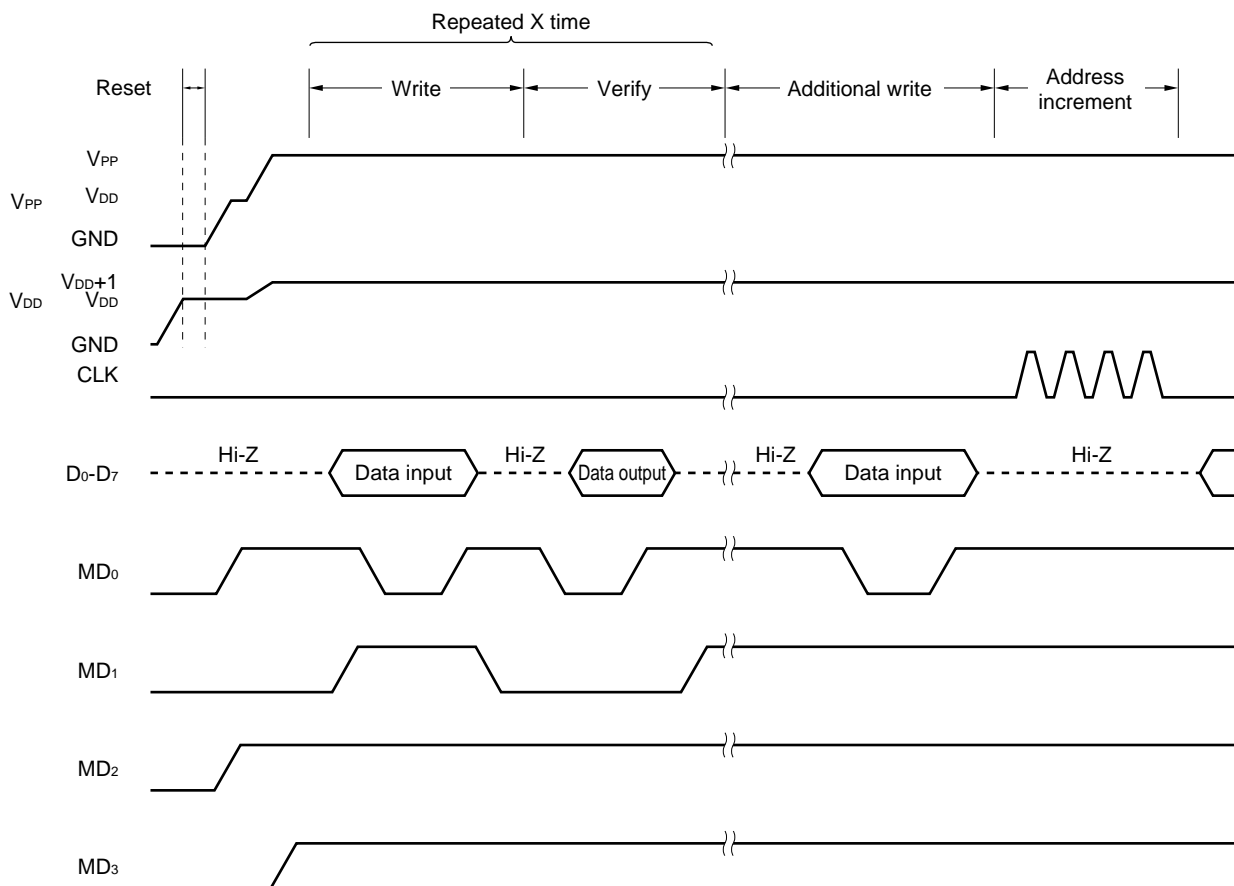 Repeated X time
Reset Write Verify Additional write Address increment
VPP
VPP VDD
GND
VDD+1
VDD VDD
GND
CLK
D0-D7 Hi-Z Data input Hi-Z Data output Hi-Z Data input Hi-Z
MD0
MD1
MD2
MD3